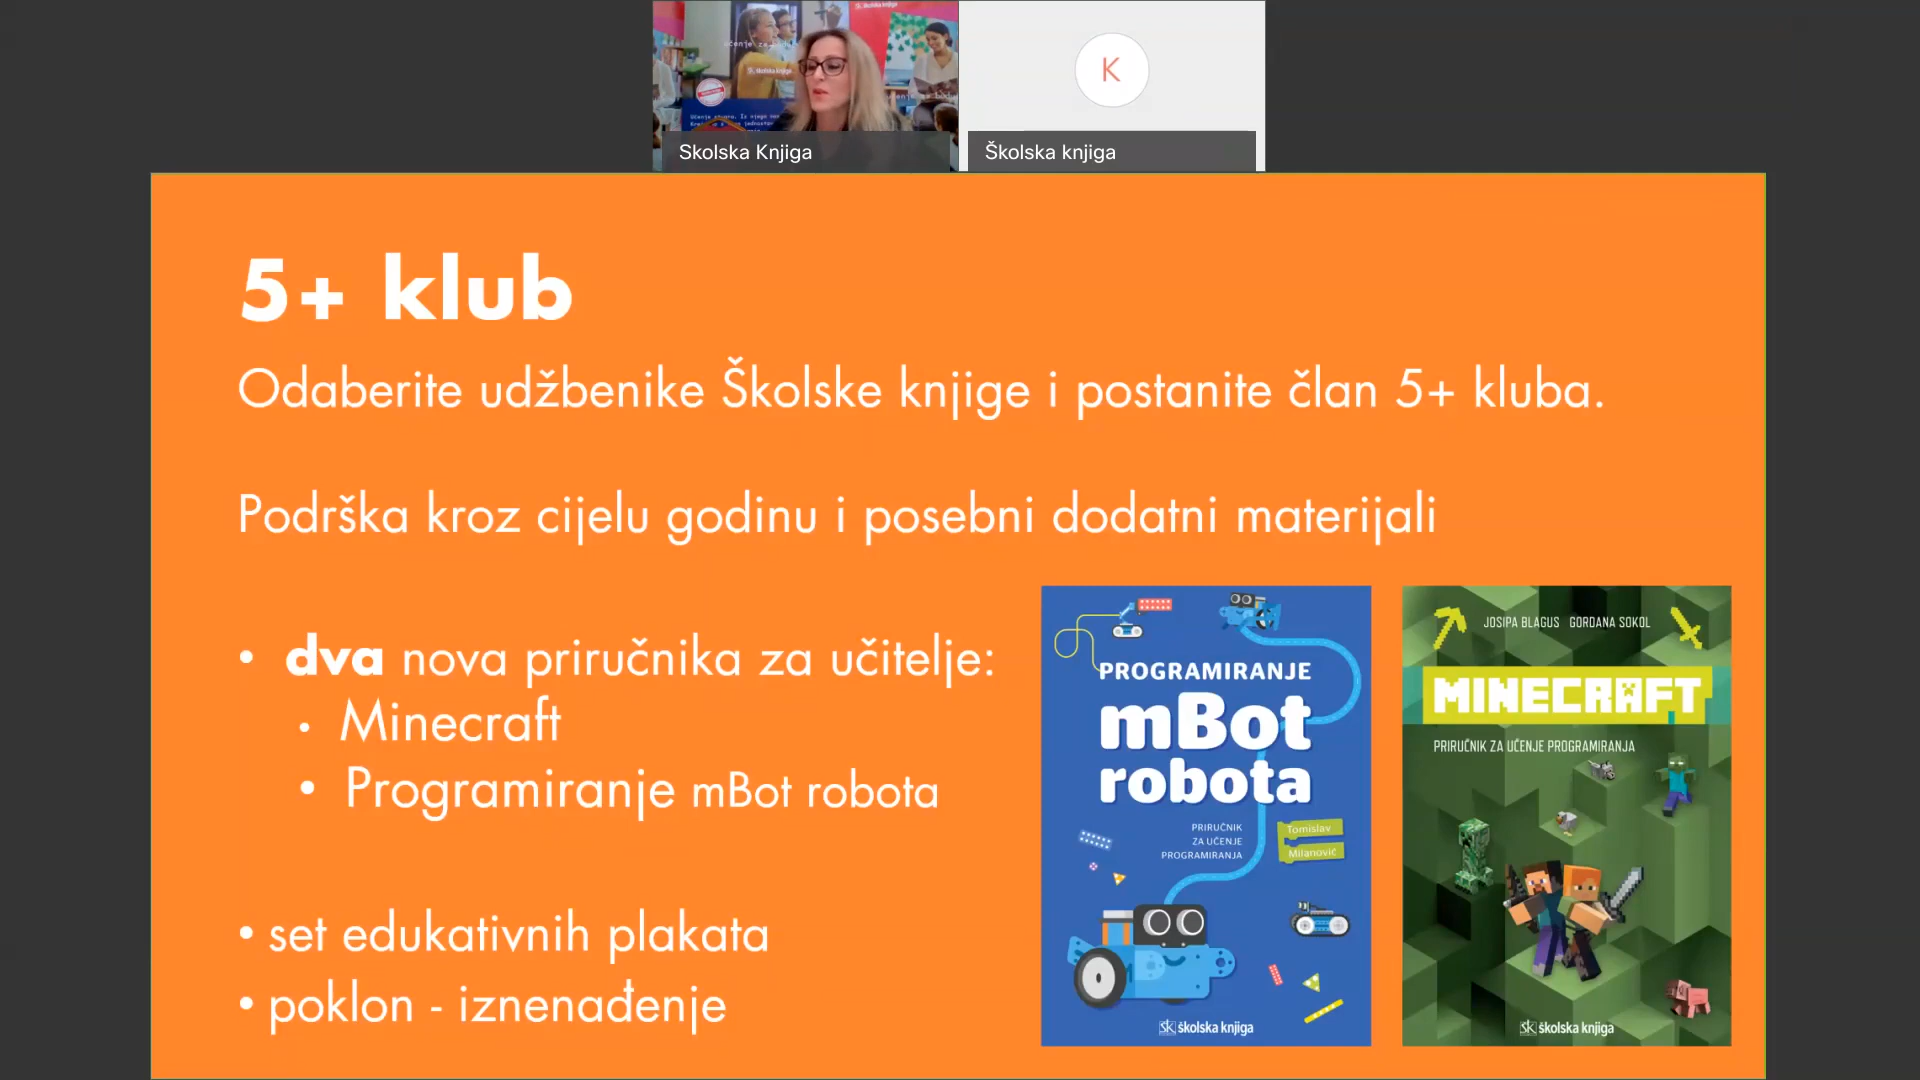 školska knjiga
Skolska Knjiga
K
Školska knjiga
5+ klub
Odaberite udžbenike Školske knjige i postanite član 5+ kluba.
Podrška kroz cijelu godinu i posebni dodatni materijali
• dva nova priručnika za učitelje:
• Minecraft
• Programiranje mBot robota
• set edukativnih plakata
• poklon - iznenađenje
PROGRAMIRANJE
mBot
robota
PRIRUČNIK
ZA UČENJE
PROGRAMIRANJA
Tomislav
Milanović
školska knjiga
JOSIPA BLAGUS GORDANA SOKOL
MINECRAFT
PRIRUČNIK ZA UČENJE PROGRAMIRANJA
školska knjiga